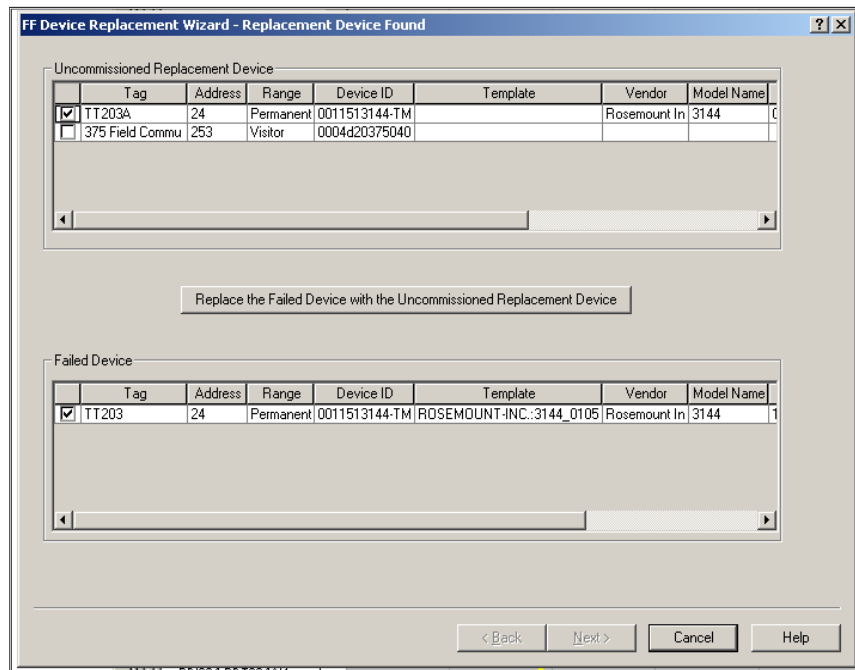 FF Device Replacement Wizard - Replacement Device Found
Uncommissioned Replacement Device
Tag Address Range Device ID Template Vendor Model Name
TT203A 24 Permanent 0011513144-TM Rosemount In 3144
375 Field Commu 253 Visitor 0004d20375040
Replace the Failed Device with the Uncommissioned Replacement Device
Failed Device
Tag Address Range Device ID Template Vendor Model Name
TT203 24 Permanent 0011513144-TM ROSEMOUNT-INC.:3144_0105 Rosemount In 3144 1
< Back Next > Cancel Help